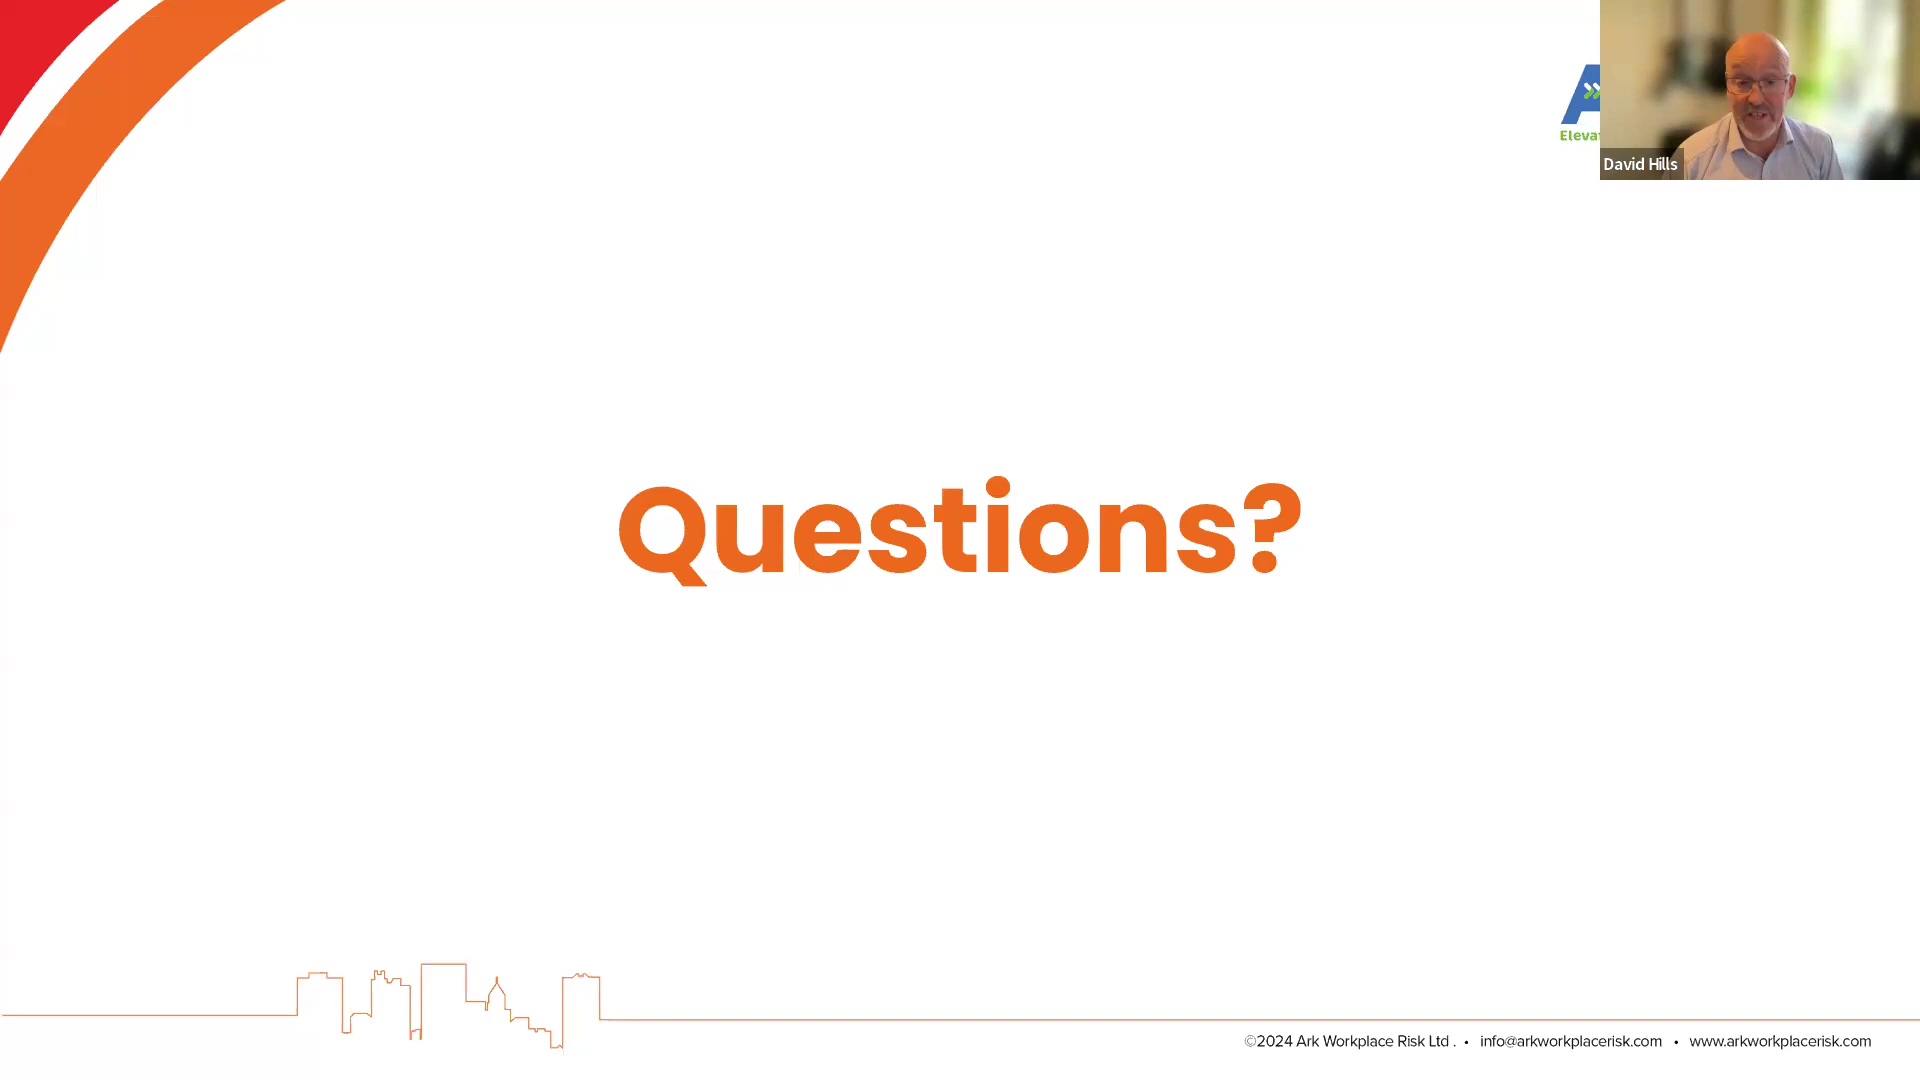 David Hills
Questions?
©2024 Ark Workplace Risk Ltd . • info@arkworkplacerisk.com • www.arkworkplacerisk.com